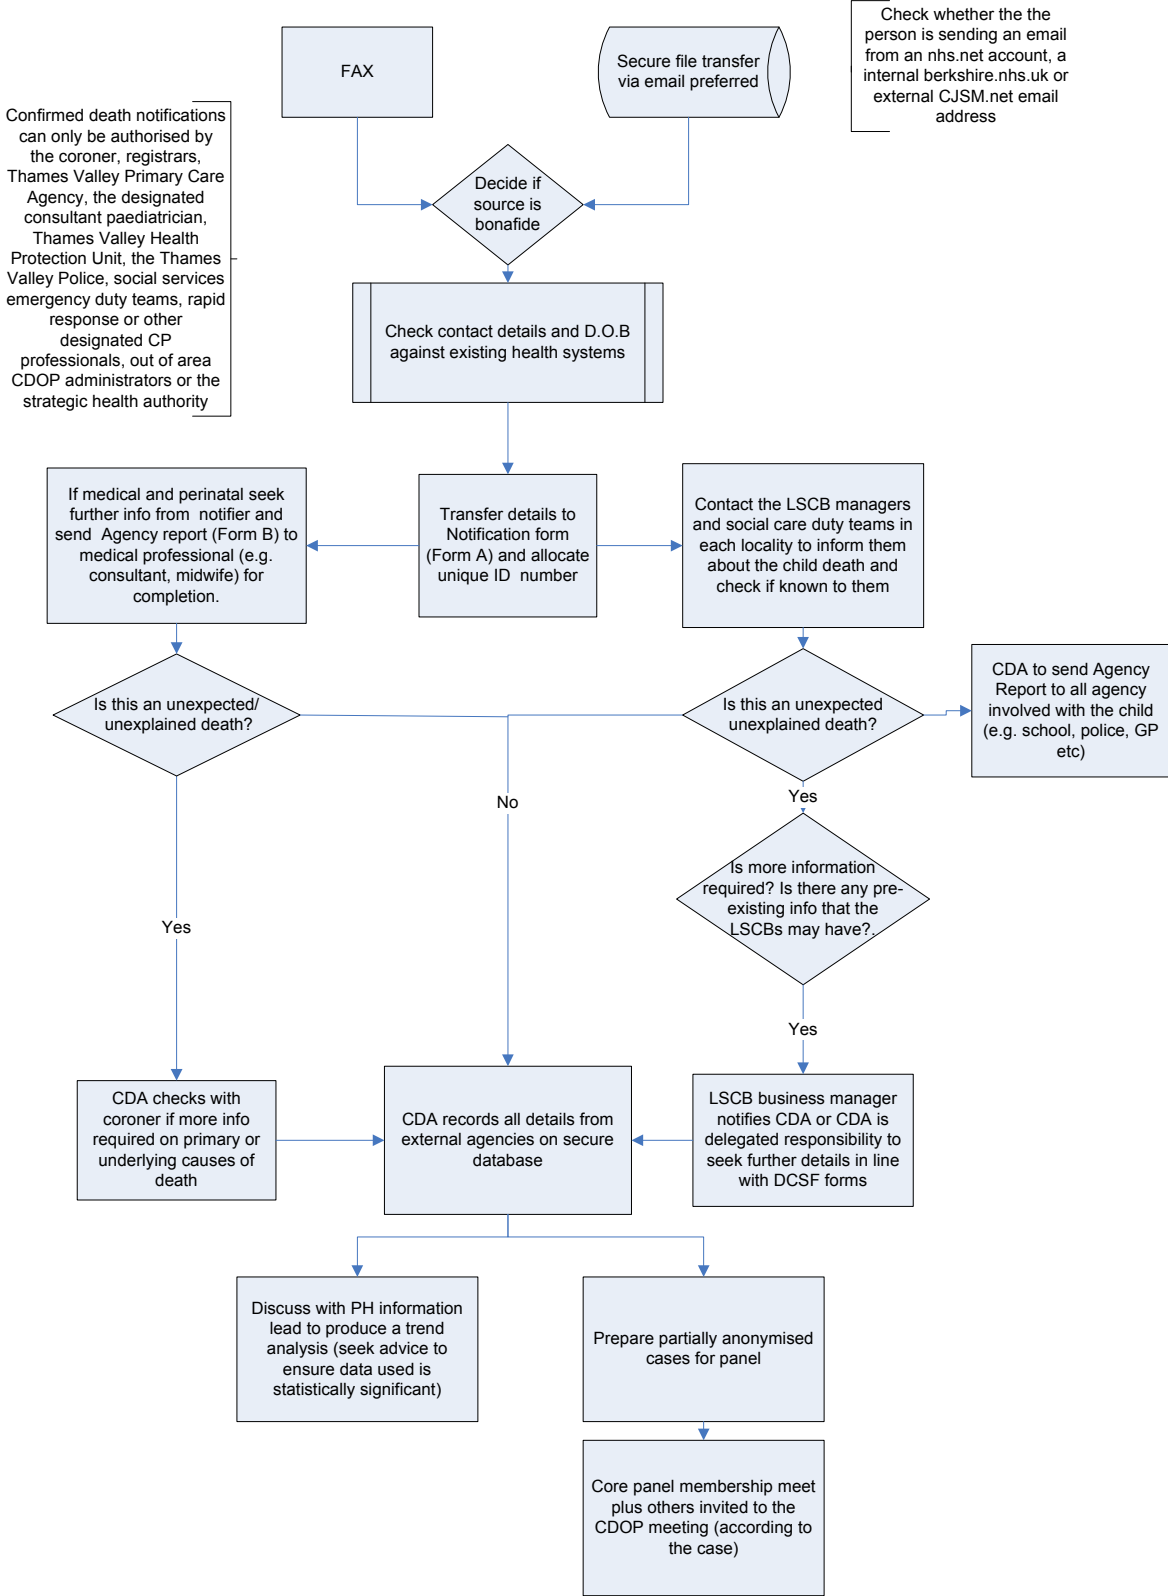 FAX
Secure file transfer
via email preferred
Check whether the the
person is sending an email
from an nhs.net account, a
internal berkshire.nhs.uk or
external CJSM.net email
address
Confirmed death notifications
can only be authorised by
the coroner, registrars,
Thames Valley Primary Care
Agency, the designated
consultant paediatrician,
Thames Valley Health
Protection Unit, the Thames
Valley Police, social services
emergency duty teams, rapid
response or other
designated CP
professionals, out of area
CDOP administrators or the
strategic health authority
Decide if
source is
bonafide
Check contact details and D.O.B
against existing health systems
If medical and perinatal seek
further info from notifier and
send Agency report (Form B) to
medical professional (e.g.
consultant, midwife) for
completion.
Transfer details to
Notification form
(Form A) and allocate
unique ID number
Contact the LSCB managers
and social care duty teams in
each locality to inform them
about the child death and
check if known to them
Is this an unexpected/
unexplained death?
Is this an unexpected
unexplained death?
CDA to send Agency
Report to all agency
involved with the child
(e.g. school, police, GP
etc)
No
Yes
Is more information
required? Is there any pre-
existing info that the
LSCBs may have?.
Yes
Yes
CDA checks with
coroner if more info
required on primary or
underlying causes of
death
CDA records all details from
external agencies on secure
database
LSCB business manager
notifies CDA or CDA is
delegated responsibility to
seek further details in line
with DCSF forms
Discuss with PH information
lead to produce a trend
analysis (seek advice to
ensure data used is
statistically significant)
Prepare partially anonymised
cases for panel
Core panel membership meet
plus others invited to the
CDOP meeting (according to
the case)